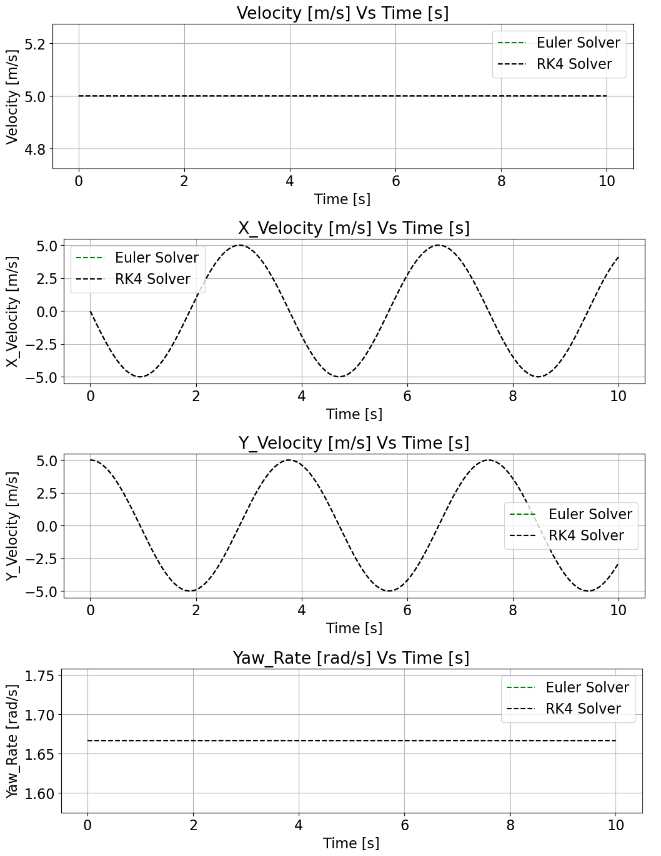 Velocity [m/s] Vs Time [s]
Velocity [m/s]
5.2
5.0
4.8
Euler Solver
RK4 Solver
0 2 4 6 8 10
Time [s]
X_Velocity [m/s] Vs Time [s]
X_Velocity [m/s]
5.0
2.5
0.0
−2.5
−5.0
Euler Solver
RK4 Solver
0 2 4 6 8 10
Time [s]
Y_Velocity [m/s] Vs Time [s]
Y_Velocity [m/s]
5.0
2.5
0.0
−2.5
−5.0
Euler Solver
RK4 Solver
0 2 4 6 8 10
Time [s]
Yaw_Rate [rad/s] Vs Time [s]
Yaw_Rate [rad/s]
1.75
1.70
1.65
1.60
Euler Solver
RK4 Solver
0 2 4 6 8 10
Time [s]